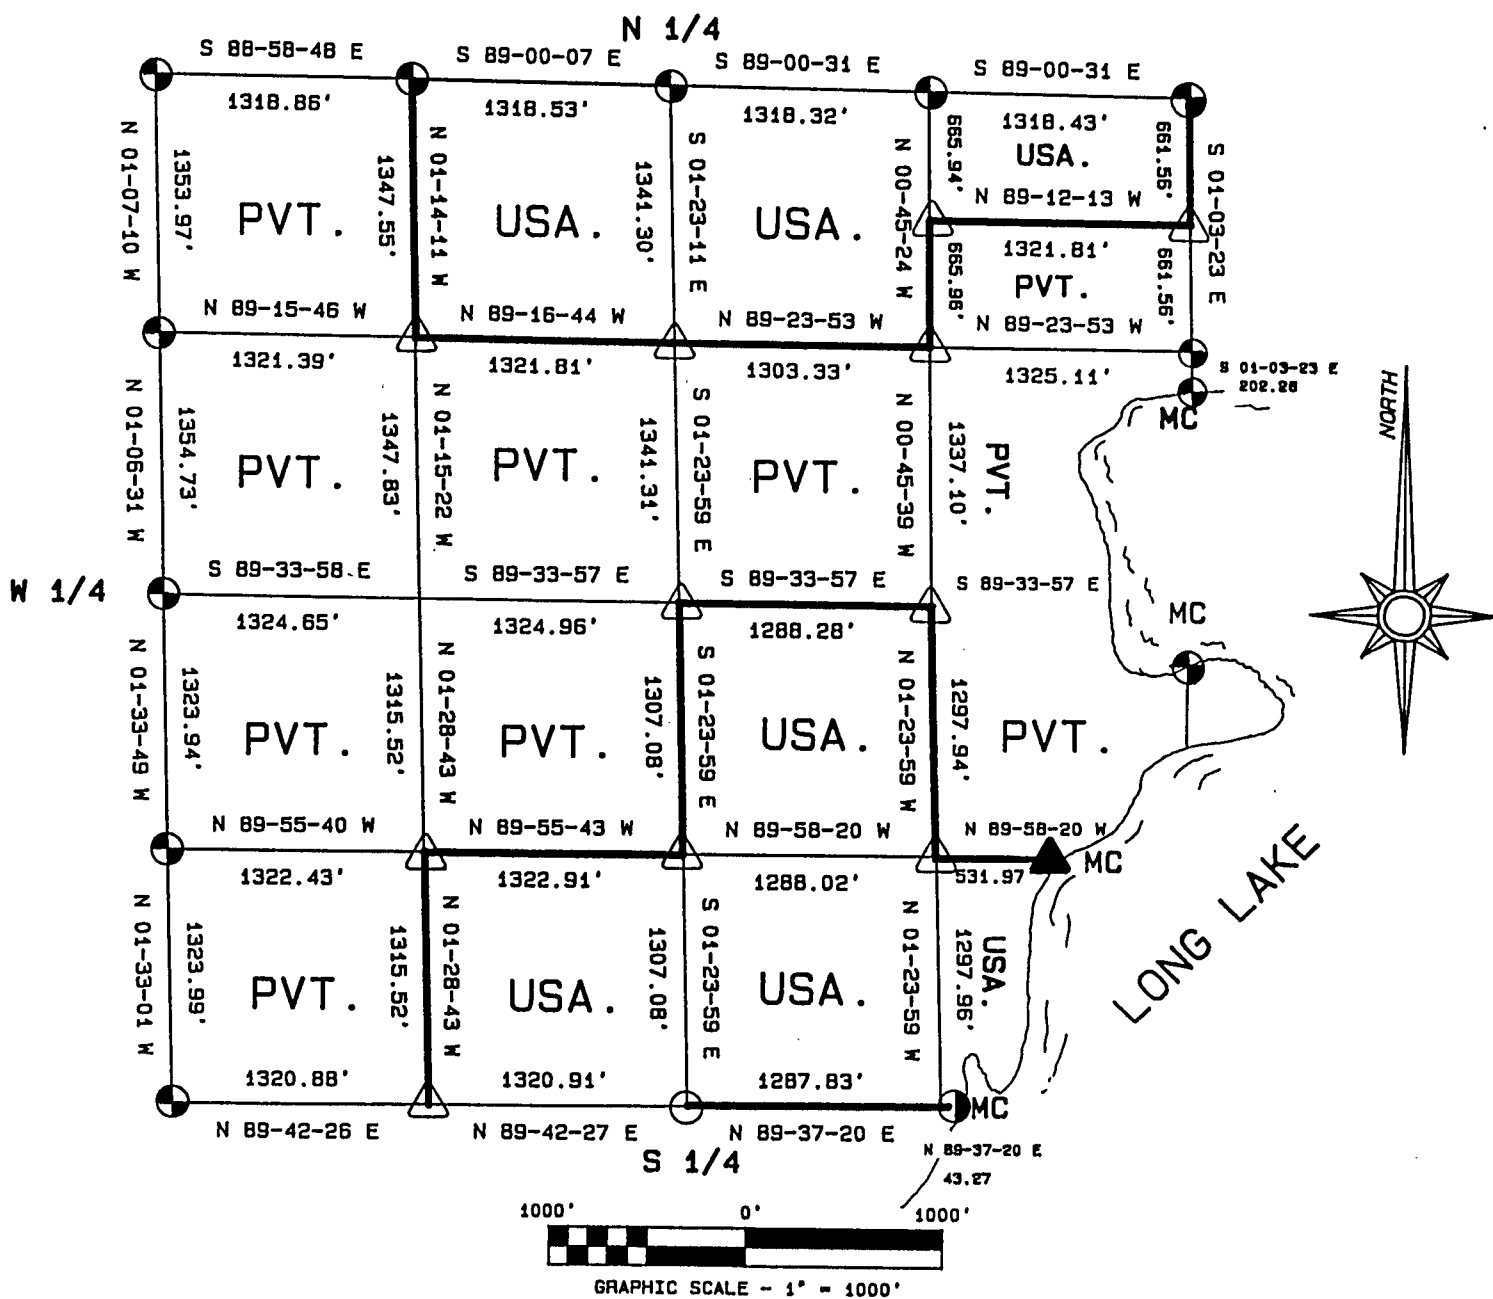 N 1/4
S 88-58-48 E
S 89-00-07 E
S 89-00-31 E
S 89-00-31 E
1318.86'
1318.53'
1318.32'
1318.43'
N 01-07-10 W
1353.97'
1347.55'
N 01-14-11 W
1341.30'
S 01-23-11 E
N 00-45-24 W
665.94'
661.56'
S 01-03-23 E
USA.
N 89-12-13 W
PVT.
USA.
USA.
1321.81'
665.96'
661.56'
PVT.
N 89-15-46 W
N 89-16-44 W
N 89-23-53 W
N 89-23-53 W
1321.39'
1321.81'
1303.33'
1325.11'
S 01-03-23 E
202.26
MC
NORTH
N 01-06-31 W
1354.73'
1347.83'
N 01-15-22 W
1341.31'
S 01-23-59 E
N 00-45-39 W
1337.10'
PVT.
PVT.
PVT.
PVT.
W 1/4
S 89-33-58 E
S 89-33-57 E
S 89-33-57 E
S 89-33-57 E
MC
1324.65'
1324.96'
1288.28'
N 01-33-49 W
1323.94'
1315.52'
N 01-28-43 W
1307.08'
S 01-23-59 E
N 01-23-59 W
1297.94'
PVT.
PVT.
USA.
PVT.
N 89-55-40 W
N 89-55-43 W
N 89-58-20 W
N 89-58-20 W
1322.43'
1322.91'
1288.02'
531.97
MC
LONG LAKE
N 01-33-01 W
1323.99'
1315.52'
N 01-28-43 W
1307.08'
S 01-23-59 E
N 01-23-59 W
1297.96'
USA.
PVT.
USA.
USA.
1320.88'
1320.91'
1287.83'
MC
N 89-42-26 E
N 89-42-27 E
N 89-37-20 E
N 89-37-20 E
43.27
S 1/4
1000'
0'
1000'
GRAPHIC SCALE - 1" = 1000'